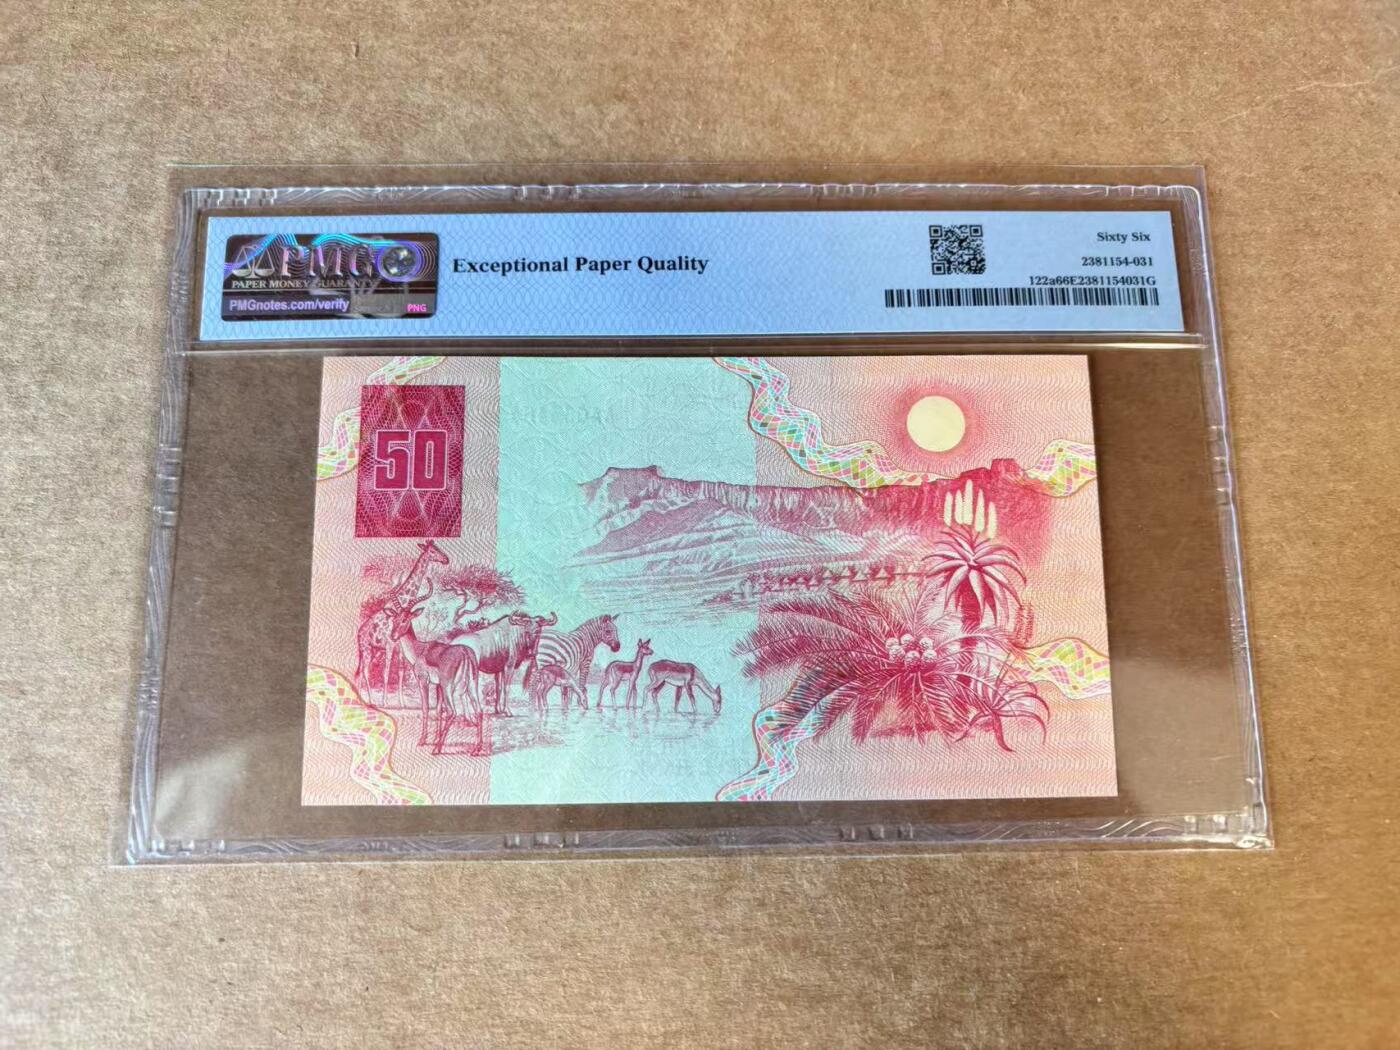 PMG
PAPER MONEY GUARANTY
PMGnotes.com/verify
PNG
Exceptional Paper Quality
Sixty Six
2381154-031
122a66E2381154031G
50